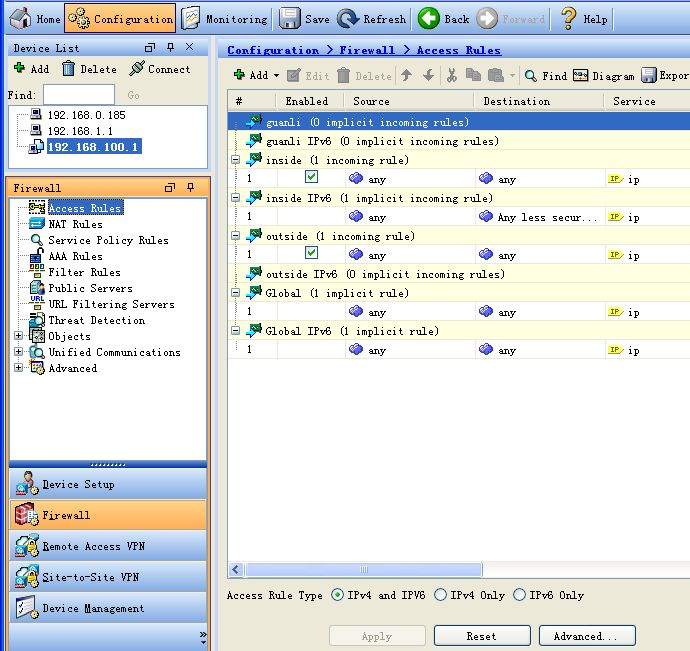 Home Configuration Monitoring Save Refresh Back Forward Help
Device List
Add Delete Connect
Find: Go
192.168.0.185
192.168.1.1
192.168.100.1
Firewall
Access Rules
NAT Rules
Service Policy Rules
AAA Rules
Filter Rules
Public Servers
URL URL Filtering Servers
Threat Detection
Objects
Unified Communications
Advanced
Device Setup
Firewall
Remote Access VPN
Site-to-Site VPN
Device Management
Configuration > Firewall > Access Rules
Add Edit Delete Find Diagram Expor
# Enabled Source Destination Service
guanli (0 implicit incoming rules)
guanli IPv6 (0 implicit incoming rules)
inside (1 incoming rule)
1 any any IP ip
inside IPv6 (1 implicit incoming rule)
1 any Any less secur... IP ip
outside (1 incoming rule)
1 any any IP ip
outside IPv6 (0 implicit incoming rules)
Global (1 implicit rule)
1 any any IP ip
Global IPv6 (1 implicit rule)
1 any any IP ip
Access Rule Type IPv4 and IPV6 IPv4 Only IPv6 Only
Apply Reset Advanced...